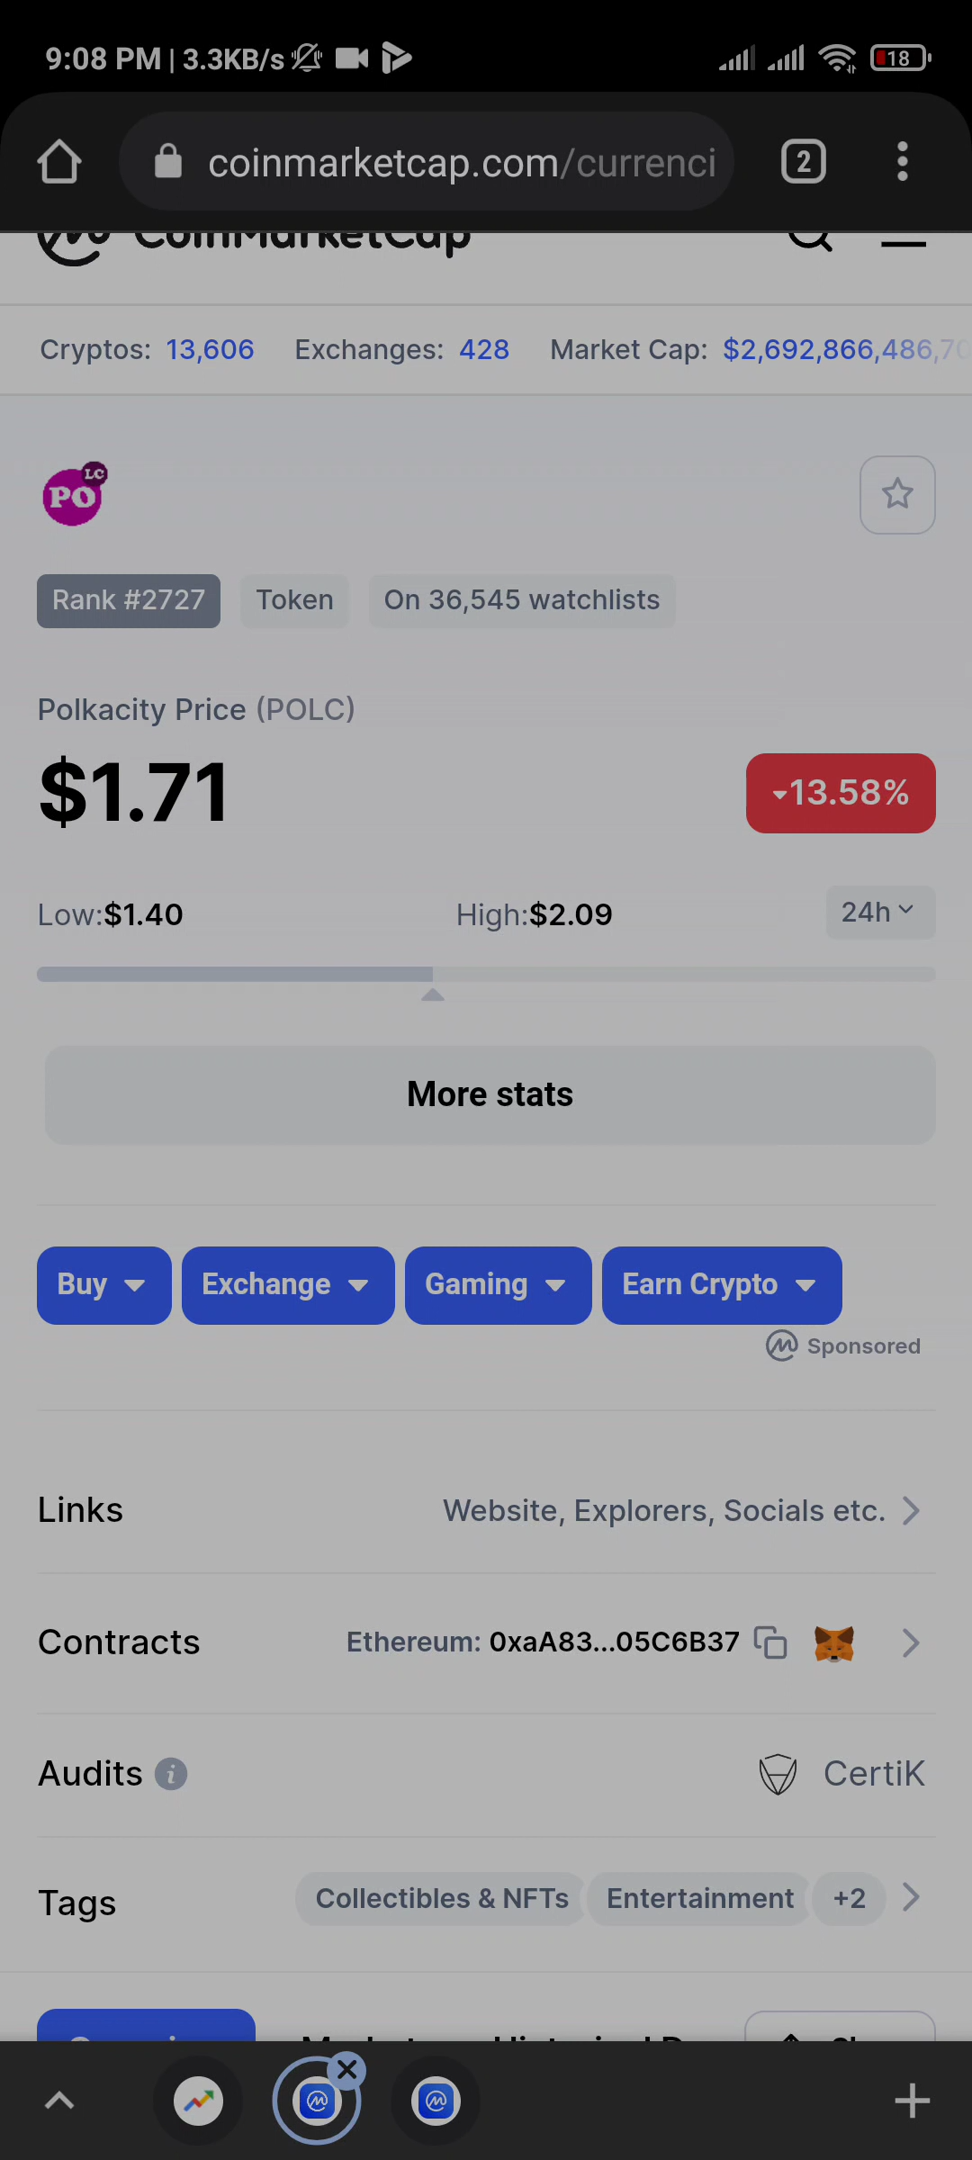 9:08 PM | 3.3KB/s 18
coinmarketcap.com/currenci 2
CoinMarketCap
Cryptos: 13,606 Exchanges: 428 Market Cap: $2,692,866,486,70
PO LC
Rank #2727 Token On 36,545 watchlists
Polkacity Price (POLC)
$1.71 13.58%
Low:$1.40 High:$2.09 24h
More stats
Buy Exchange Gaming Earn Crypto
Sponsored
Links Website, Explorers, Socials etc.
Contracts Ethereum: 0xaA83...05C6B37
Audits i CertiK
Tags Collectibles & NFTs Entertainment +2